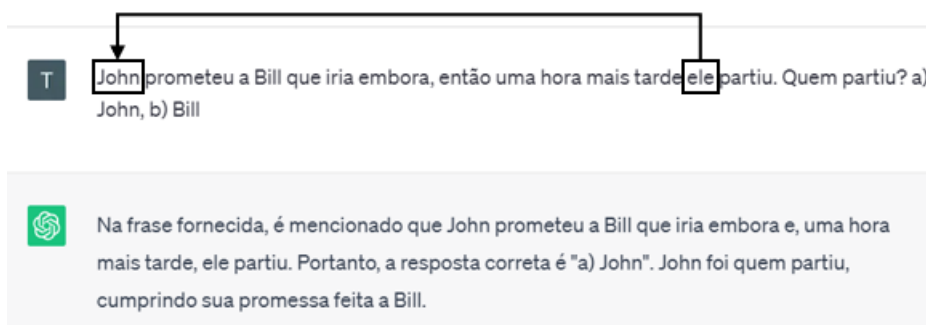 T
John prometeu a Bill que iria embora, então uma hora mais tarde ele partiu. Quem partiu? a)
John, b) Bill
Na frase fornecida, é mencionado que John prometeu a Bill que iria embora e, uma hora
mais tarde, ele partiu. Portanto, a resposta correta é "a) John". John foi quem partiu,
cumprindo sua promessa feita a Bill.